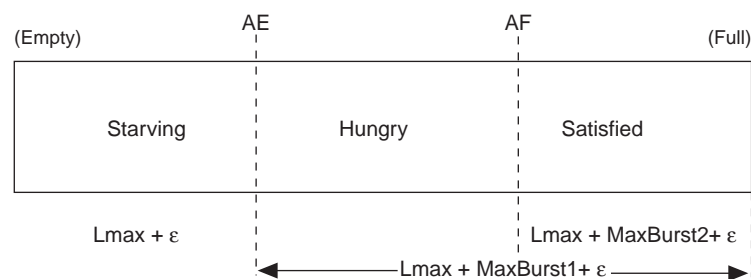 AE AF
(Empty) (Full)
Starving Hungry Satisfied
Lmax + ε Lmax + MaxBurst2+ ε
Lmax + MaxBurst1+ ε